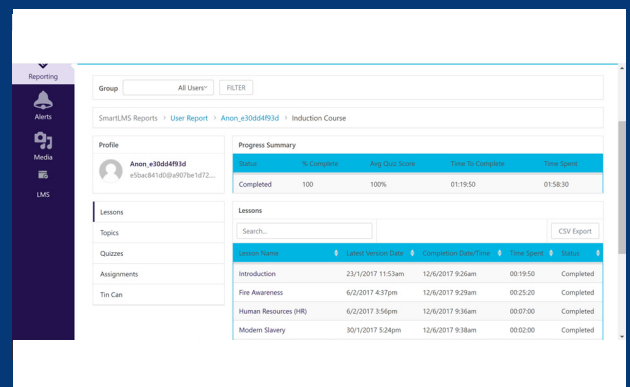 Reporting
Alerts
Media
LMS
Group All Users FILTER
SmartLMS Reports User Report Anon_e30dd4f93d Induction Course
Profile
Anon_e30dd4f93d
e5bac841d0@a907be1d72....
Lessons
Topics
Quizzes
Assignments
Tin Can
Progress Summary
Status % Complete Avg Quiz Score Time To Complete Time Spent
Completed 100 100% 01:19:50 01:58:30
Lessons
Search... CSV Export
Lesson Name Latest Version Date Completion Date/Time Time Spent Status
Introduction 23/1/2017 11:53am 12/6/2017 9:26am 00:19:50 Completed
Fire Awareness 6/2/2017 4:37pm 12/6/2017 9:29am 00:25:20 Completed
Human Resources (HR) 6/2/2017 3:56pm 12/6/2017 9:36am 00:07:00 Completed
Modern Slavery 30/1/2017 5:24pm 12/6/2017 9:38am 00:02:00 Completed